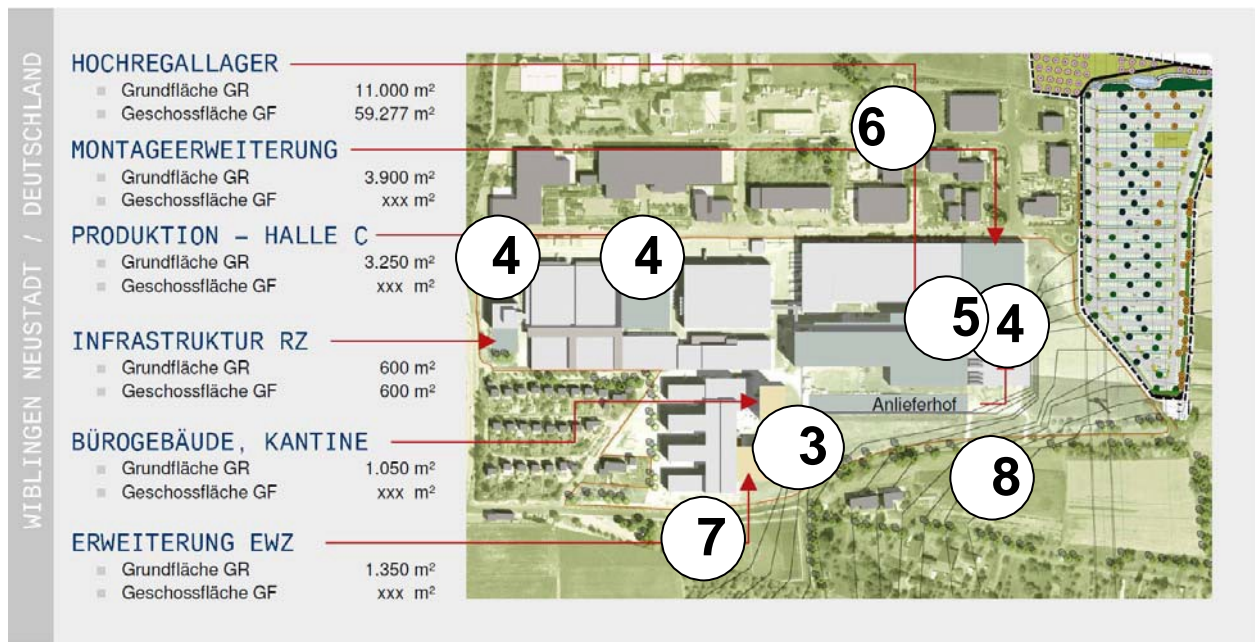 WIBLINGEN NEUSTADT / DEUTSCHLAND
HOCHREGALLAGER
Grundfläche GR 11.000 m²
Geschossfläche GF 59.277 m²
MONTAGEERWEITERUNG
Grundfläche GR 3.900 m²
Geschossfläche GF xxx m²
PRODUKTION – HALLE C
Grundfläche GR 3.250 m²
Geschossfläche GF xxx m²
INFRASTRUKTUR RZ
Grundfläche GR 600 m²
Geschossfläche GF 600 m²
BÜROGEBÄUDE, KANTINE
Grundfläche GR 1.050 m²
Geschossfläche GF xxx m²
ERWEITERUNG EWZ
Grundfläche GR 1.350 m²
Geschossfläche GF xxx m²
6
4
4
5
4
Anlieferhof
3
8
7